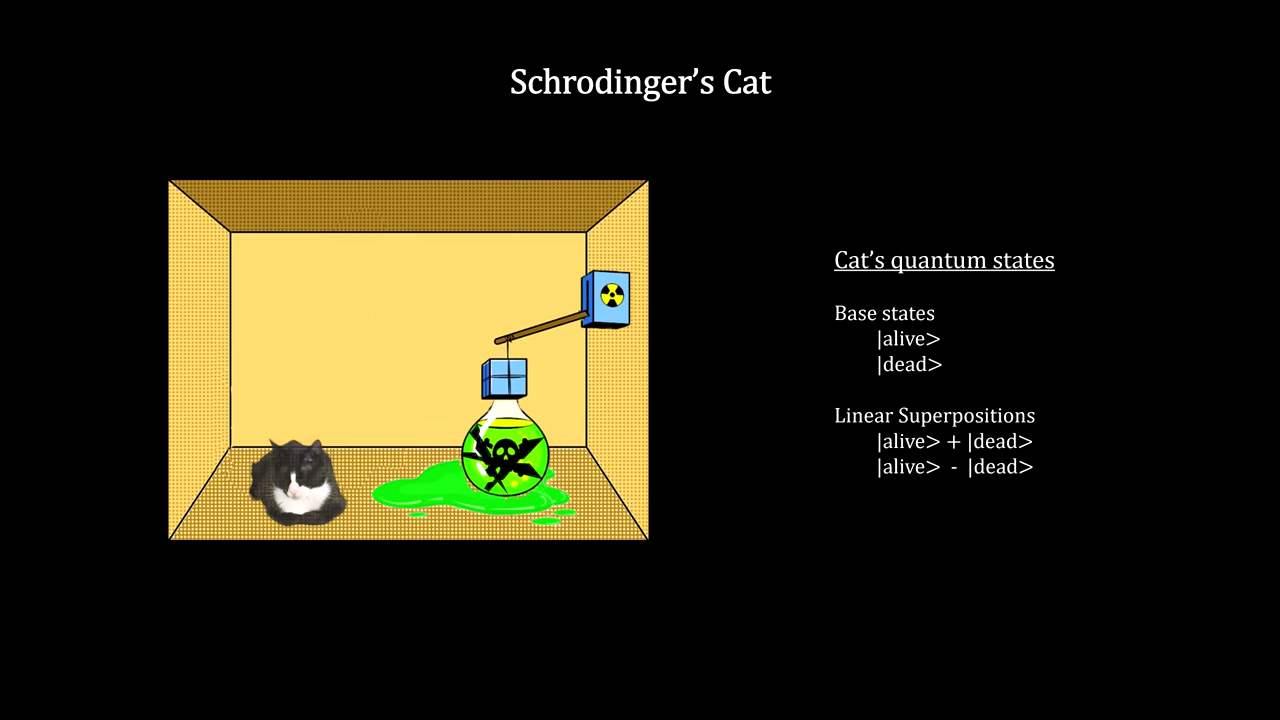 Schrodinger’s Cat
Cat’s quantum states
Base states
|alive>
|dead>
Linear Superpositions
|alive> + |dead>
|alive> - |dead>